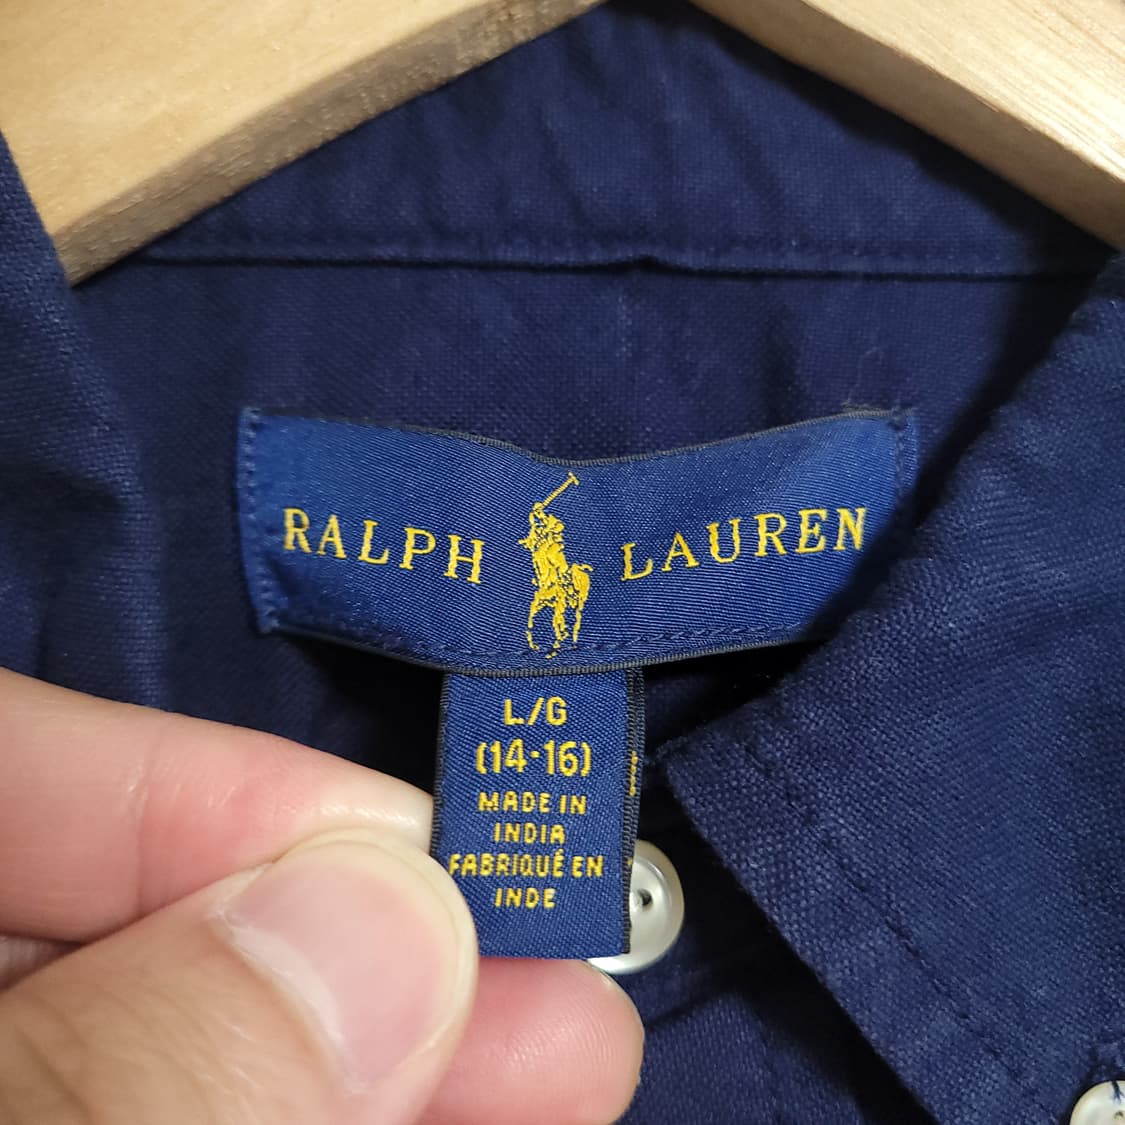 RALPH LAUREN
L/G
(14-16)
MADE IN
INDIA
FABRIQUÉ EN
INDE